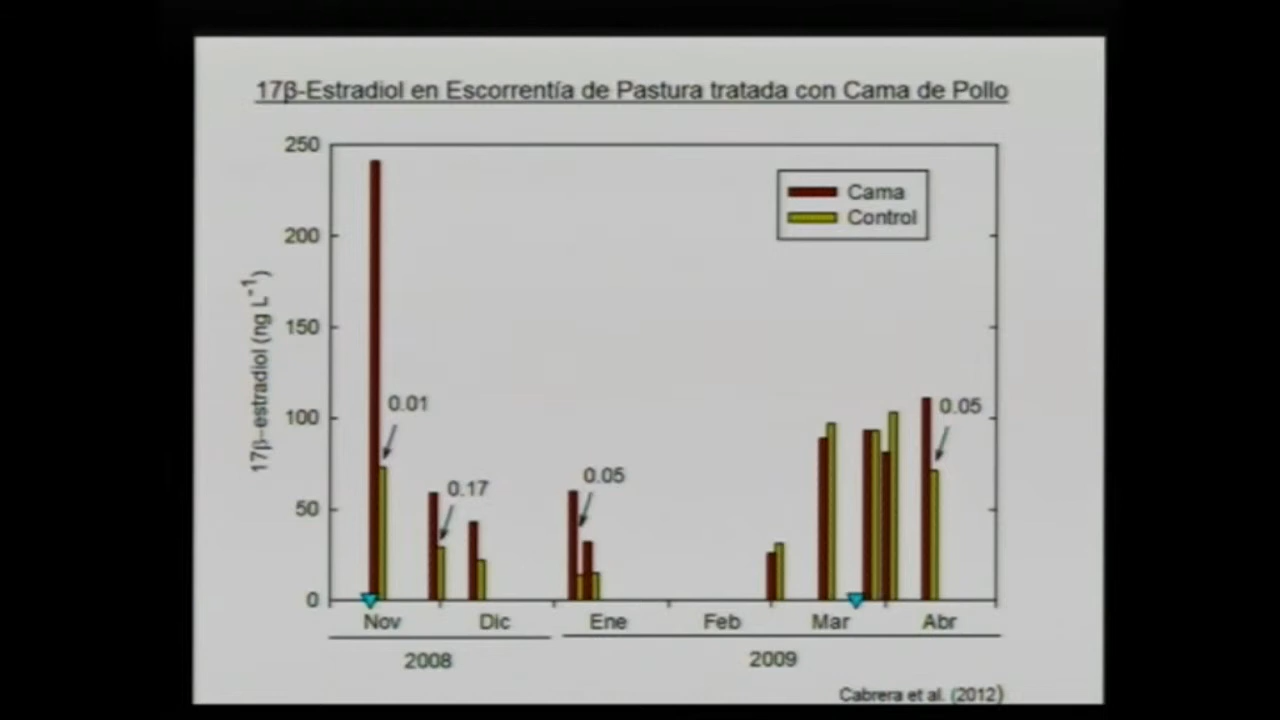 17β-Estradiol en Escorrentía de Pastura tratada con Cama de Pollo
250
200
150
100
50
0
17β-estradiol (ng L⁻¹)
Cama
Control
0.01
0.17
0.05
0.05
Nov Dic Ene Feb Mar Abr
2008 2009
Cabrera et al. (2012)